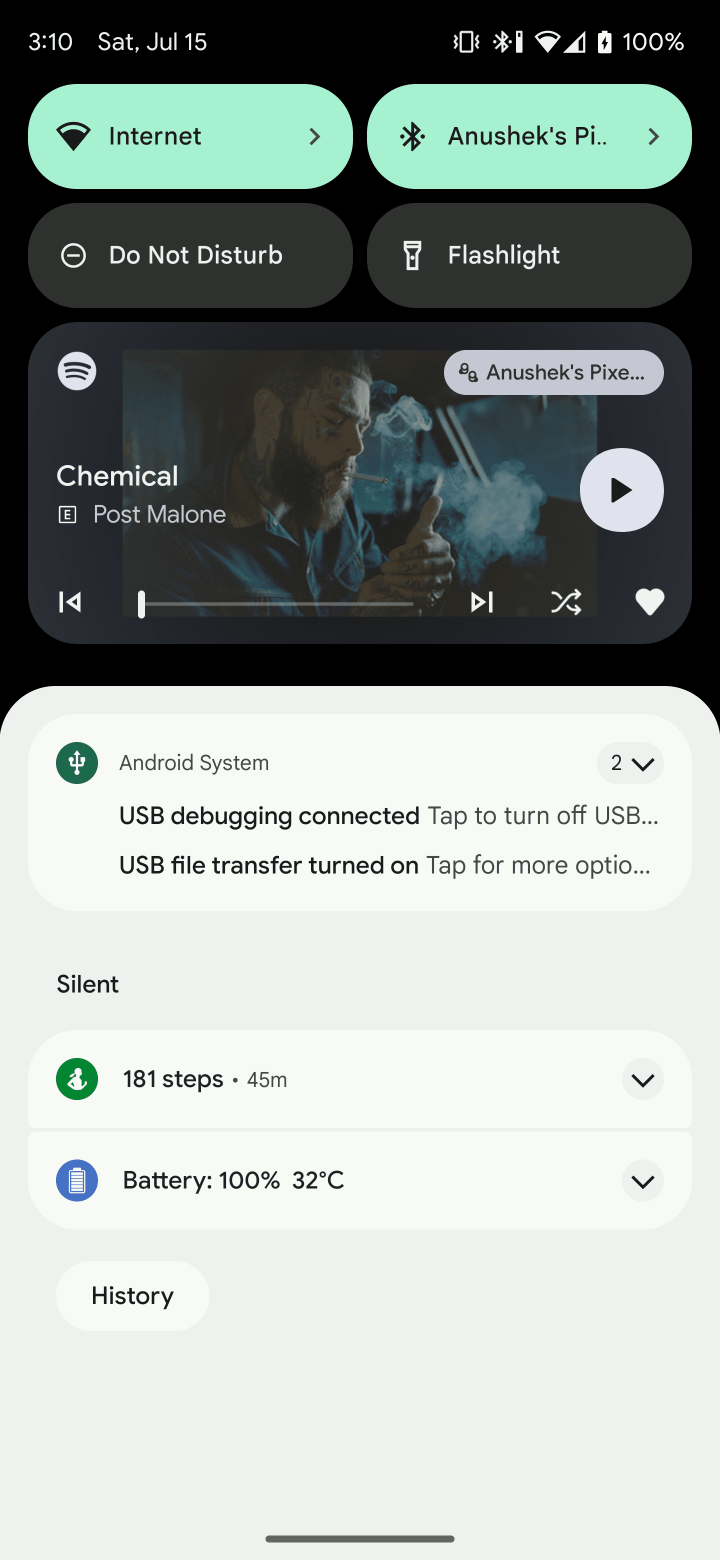 3:10 Sat, Jul 15 100%
Internet Anushek's Pi..
Do Not Disturb Flashlight
Anushek's Pixe...
Chemical
E Post Malone
Android System 2
USB debugging connected Tap to turn off USB...
USB file transfer turned on Tap for more optio...
Silent
181 steps • 45m
Battery: 100% 32°C
History